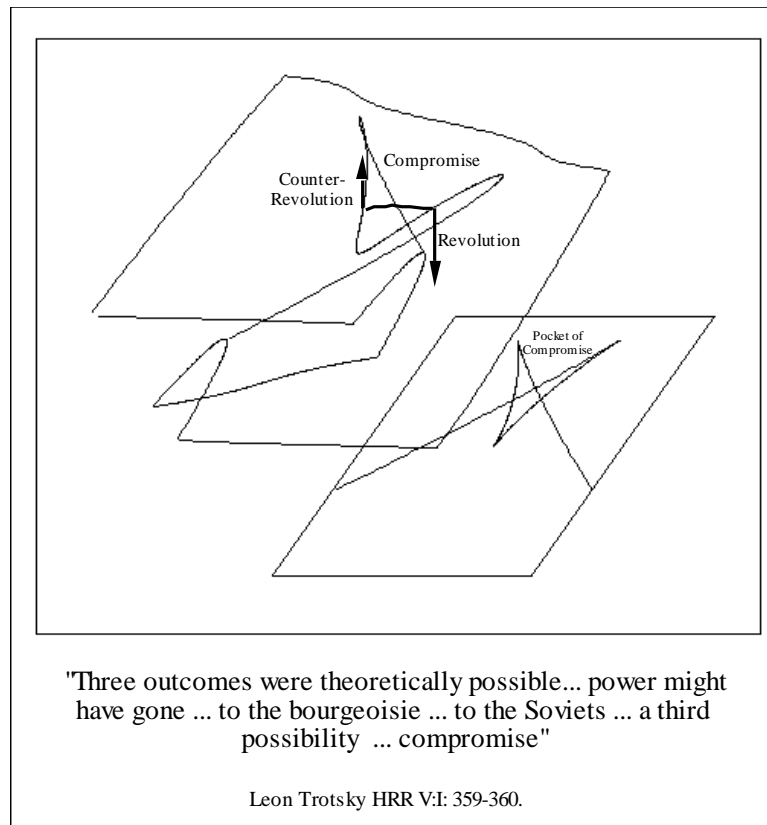 Compromise
Counter-
Revolution
Revolution
Pocket of
Compromise
"Three outcomes were theoretically possible... power might
have gone ... to the bourgeoisie ... to the Soviets ... a third
possibility ... compromise"
Leon Trotsky HRR V:I: 359-360.